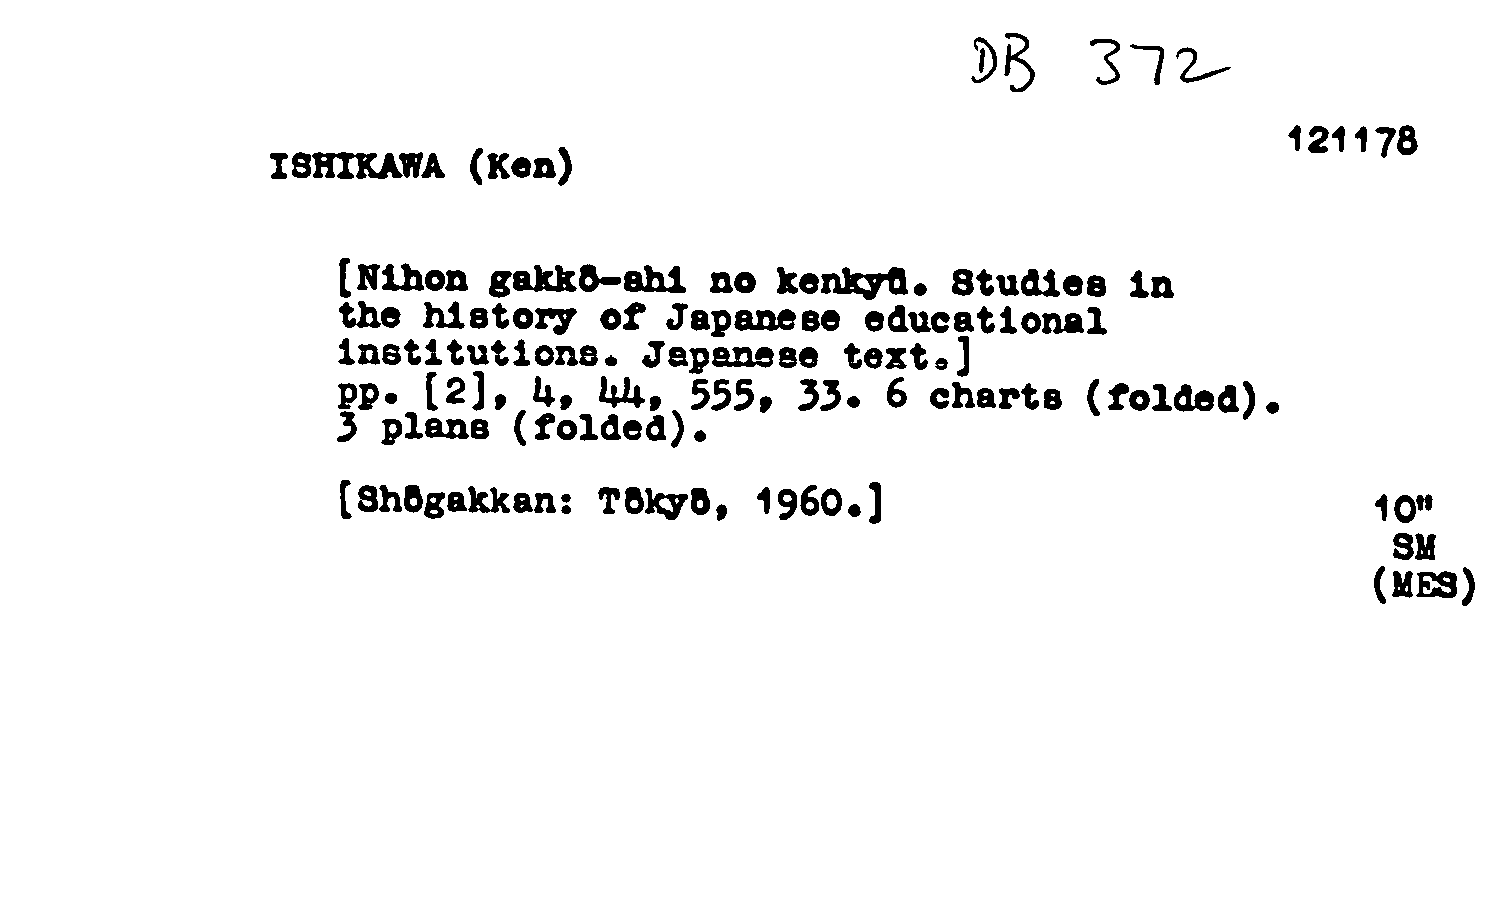 DB 372
121178
ISHIKAWA (Ken)
[Nihon gakkō-shi no kenkyū. Studies in
the history of Japanese educational
institutions. Japanese text.]
pp. [2], 4, 44, 555, 33. 6 charts (folded).
3 plans (folded).
[Shōgakkan: Tōkyō, 1960.]
10"
SM
(MES)